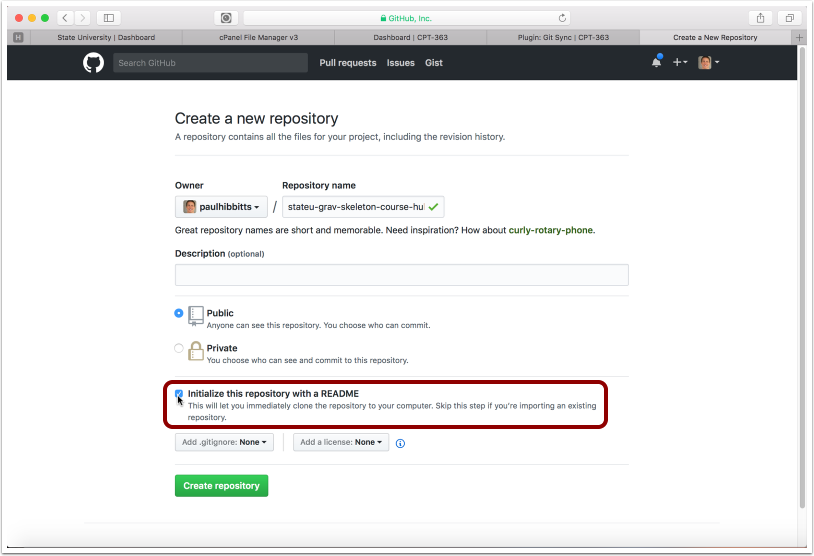 GitHub, Inc.
H
State University | Dashboard
cPanel File Manager v3
Dashboard | CPT-363
Plugin: Git Sync | CPT-363
Create a New Repository
Search GitHub
Pull requests Issues Gist
Create a new repository
A repository contains all the files for your project, including the revision history.
Owner
Repository name
paulhibbitts
/
stateu-grav-skeleton-course-hu
Great repository names are short and memorable. Need inspiration? How about curly-rotary-phone.
Description (optional)
Public
Anyone can see this repository. You choose who can commit.
Private
You choose who can see and commit to this repository.
Initialize this repository with a README
This will let you immediately clone the repository to your computer. Skip this step if you're importing an existing
repository.
Add .gitignore: None
Add a license: None
Create repository